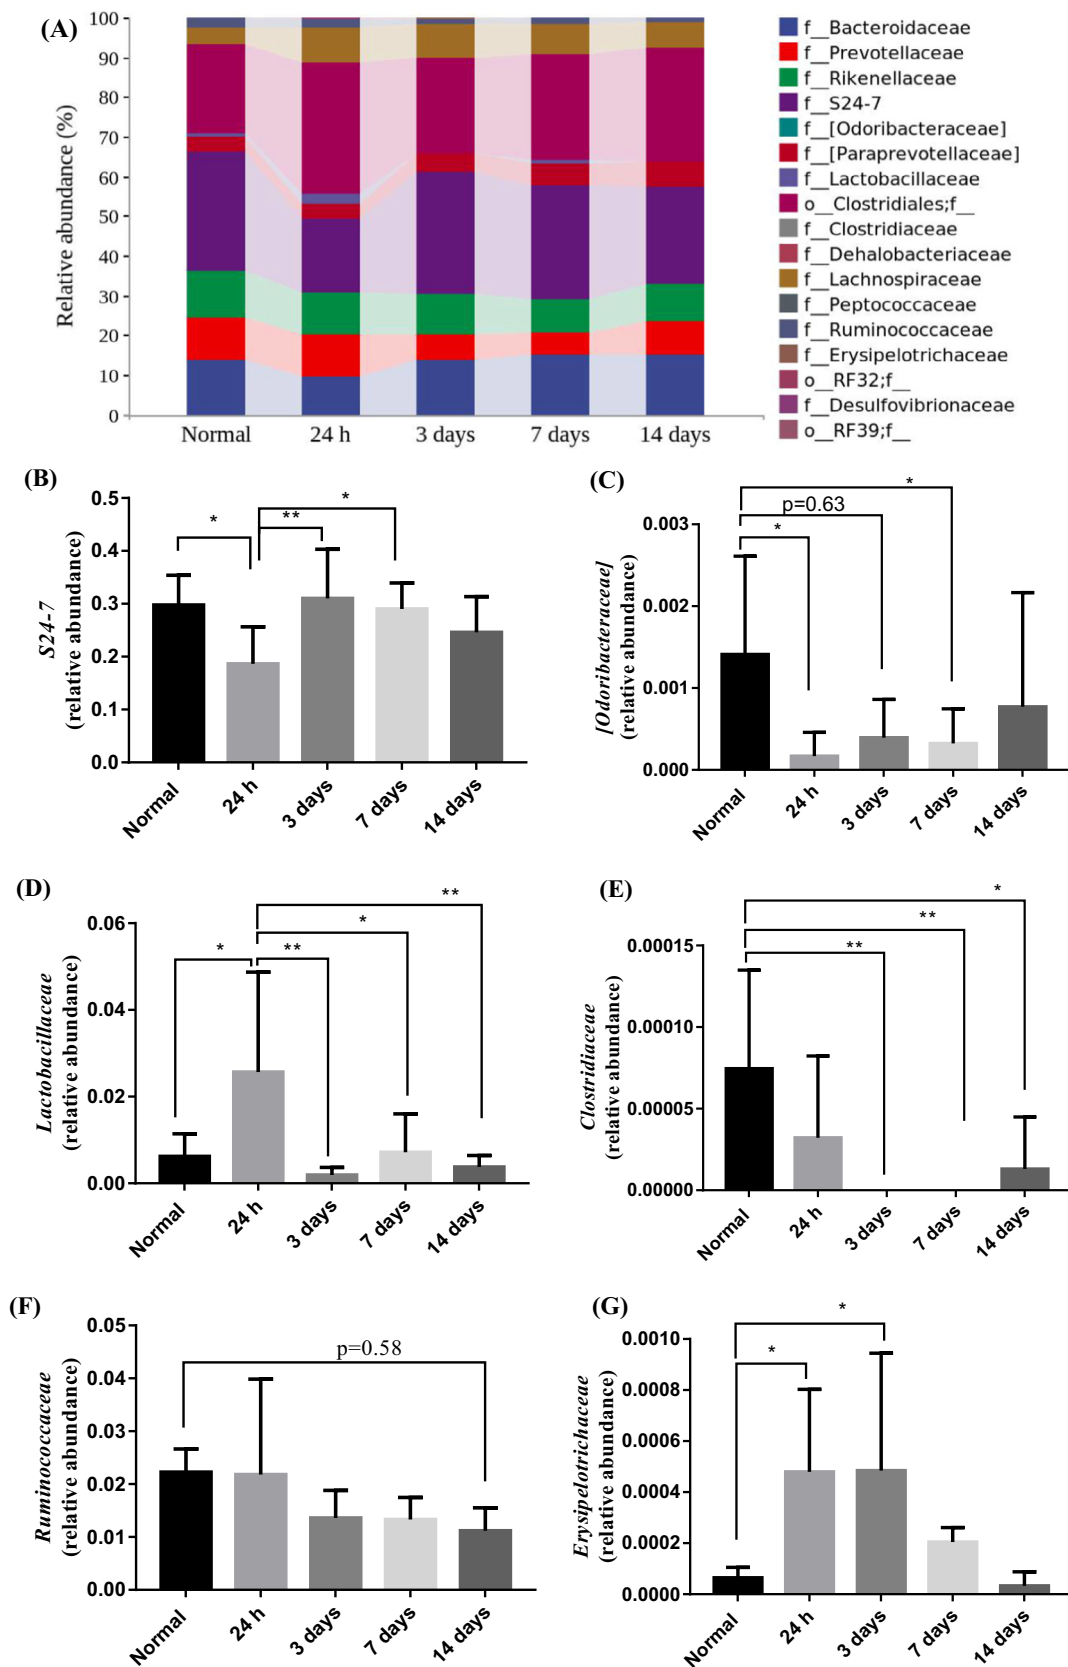 (A)
Relative abundance (%)
100
90
80
70
60
50
40
30
20
10
0
Normal 24 h 3 days 7 days 14 days
f__Bacteroidaceae
f__Prevotellaceae
f__Rikenellaceae
f__S24-7
f__[Odoribacteraceae]
f__[Paraprevotellaceae]
f__Lactobacillaceae
o__Clostridiales;f__
f__Clostridiaceae
f__Dehalobacteriaceae
f__Lachnospiraceae
f__Peptococcaceae
f__Ruminococcaceae
f__Erysipelotrichaceae
o__RF32;f__
f__Desulfovibrionaceae
o__RF39;f__
(B)
S24-7
(relative abundance)
0.5
0.4
0.3
0.2
0.1
0.0
* ** *
Normal 24 h 3 days 7 days 14 days
(C)
[Odoribacteraceae]
(relative abundance)
0.003
0.002
0.001
0.000
*
p=0.63
*
Normal 24 h 3 days 7 days 14 days
(D)
Lactobacillaceae
(relative abundance)
0.06
0.04
0.02
0.00
**
*
* **
Normal 24 h 3 days 7 days 14 days
(E)
Clostridiaceae
(relative abundance)
0.00015
0.00010
0.00005
0.00000
*
**
**
Normal 24 h 3 days 7 days 14 days
(F)
Ruminococcaceae
(relative abundance)
0.05
0.04
0.03
0.02
0.01
0.00
p=0.58
Normal 24 h 3 days 7 days 14 days
(G)
Erysipelotrichaceae
(relative abundance)
0.0010
0.0008
0.0006
0.0004
0.0002
0.0000
*
*
Normal 24 h 3 days 7 days 14 days